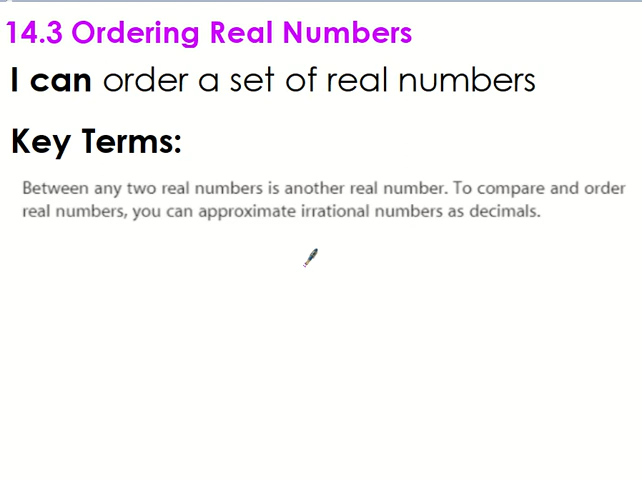 14.3 Ordering Real Numbers
I can order a set of real numbers
Key Terms:
Between any two real numbers is another real number. To compare and order
real numbers, you can approximate irrational numbers as decimals.